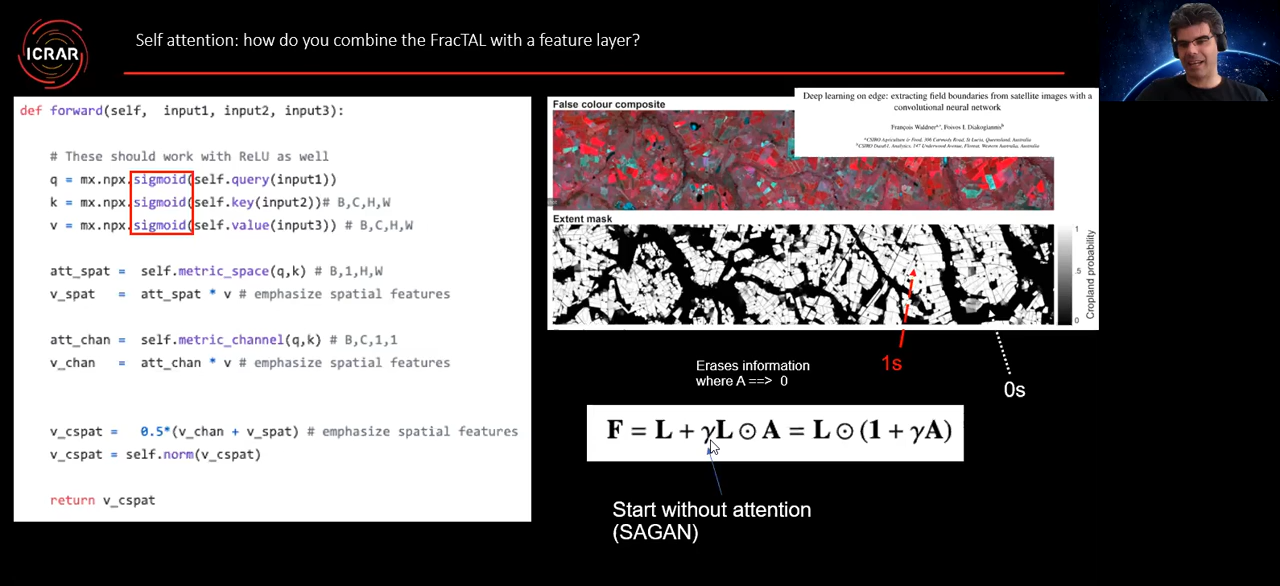 ICRAR
Self attention: how do you combine the FracTAL with a feature layer?
def forward(self, input1, input2, input3):
# These should work with ReLU as well
q = mx.npx.sigmoid(self.query(input1))
k = mx.npx.sigmoid(self.key(input2))# B,C,H,W
v = mx.npx.sigmoid(self.value(input3)) # B,C,H,W
att_spat = self.metric_space(q,k) # B,1,H,W
v_spat = att_spat * v # emphasize spatial features
att_chan = self.metric_channel(q,k) # B,C,1,1
v_chan = att_chan * v # emphasize spatial features
v_cspat = 0.5*(v_chan + v_spat) # emphasize spatial features
v_cspat = self.norm(v_cspat)
return v_cspat
False colour composite
Deep learning on edge: extracting field boundaries from satellite images with a
convolutional neural network
François Waldner
Foivos I. Diakogiannis
Extent mask
1
.5
0
Cropland probability
1s
0s
Erases information
where A ==> 0
F = L + γL ⊙ A = L ⊙ (1 + γA)
Start without attention
(SAGAN)